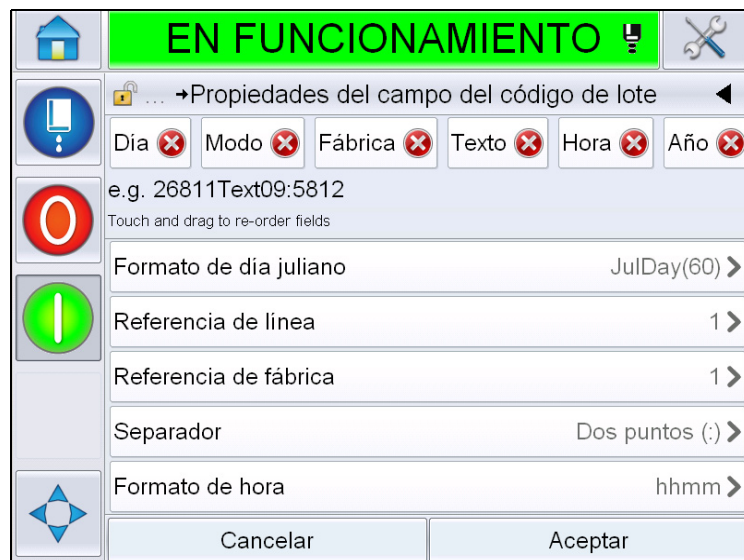 EN FUNCIONAMIENTO
... →Propiedades del campo del código de lote
Día Modo Fábrica Texto Hora Año
e.g. 26811Text09:5812
Touch and drag to re-order fields
Formato de día juliano JulDay(60)
Referencia de línea 1
Referencia de fábrica 1
Separador Dos puntos (:)
Formato de hora hhmm
Cancelar Aceptar